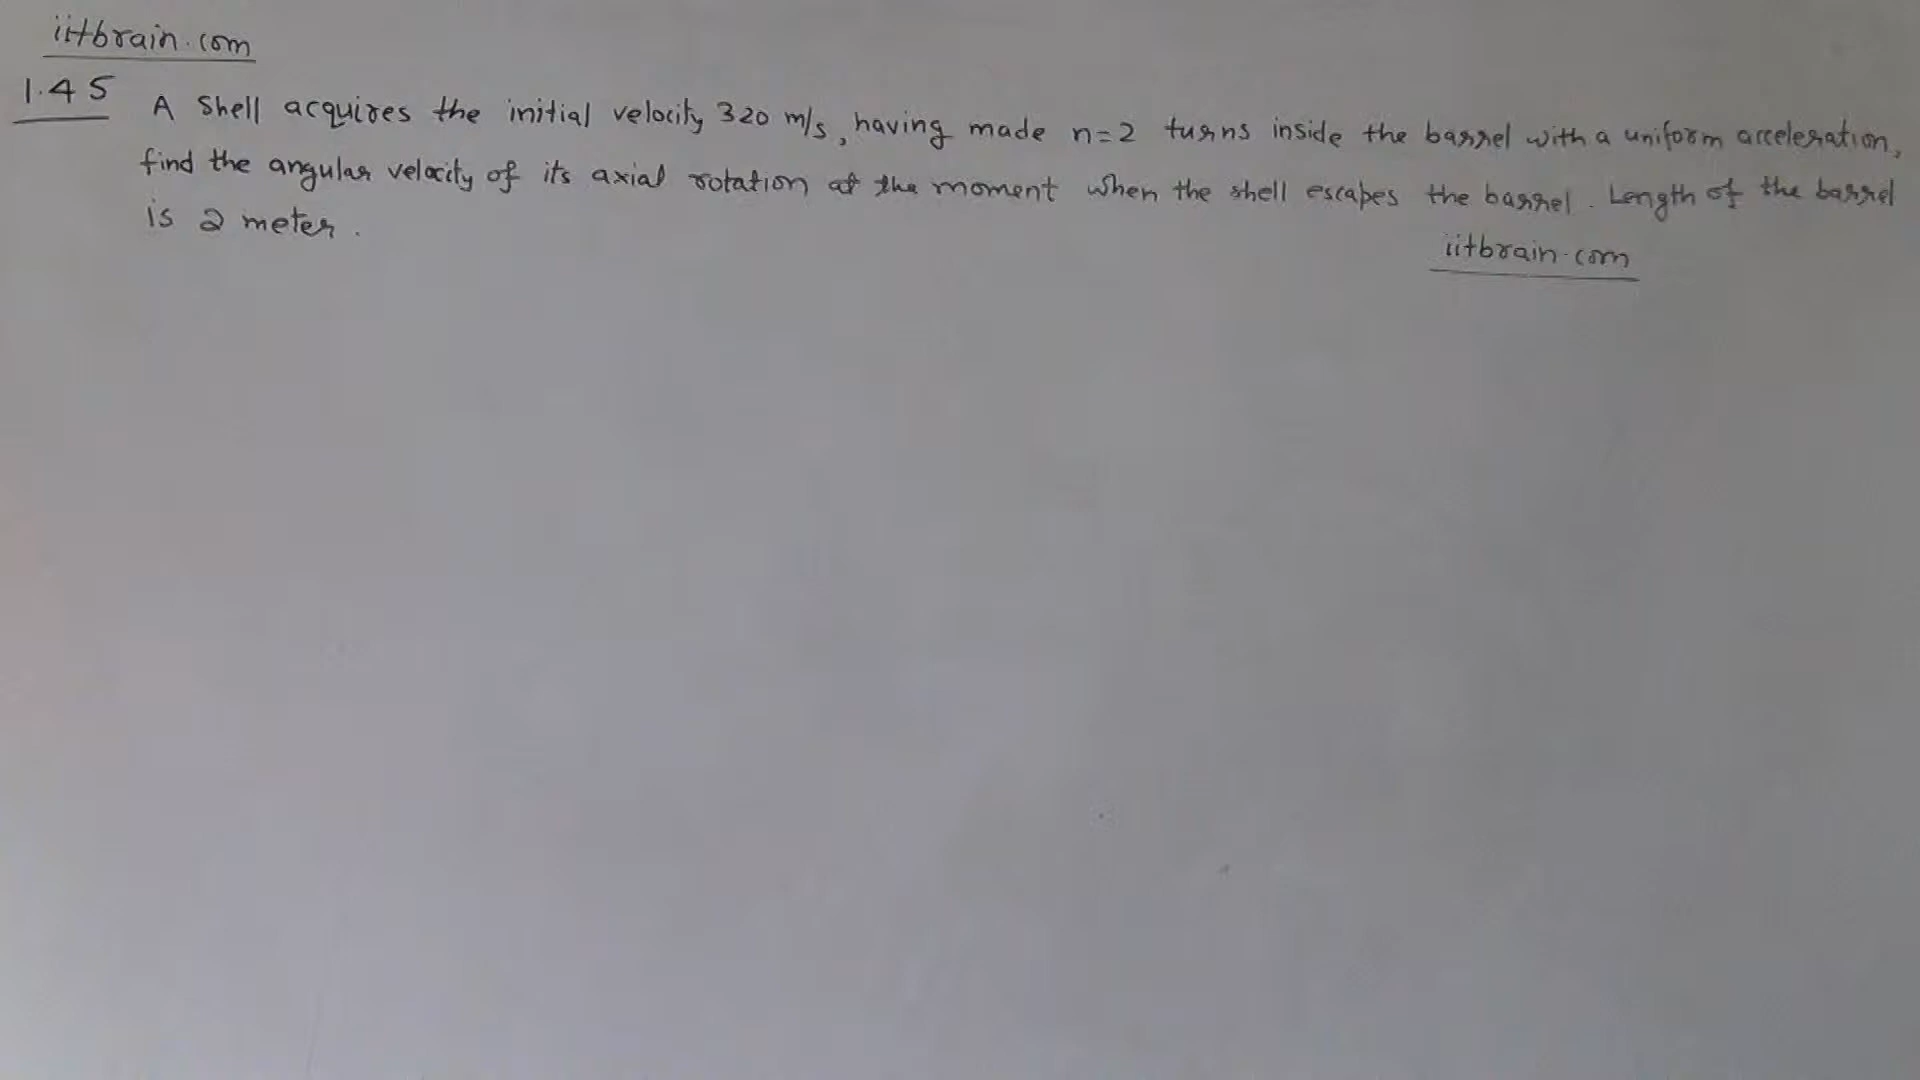 iitbrain.com
1.45 A Shell acquires the initial velocity 320 m/s, having made n=2 turns inside the barrel with a uniform acceleration,
find the angular velocity of its axial rotation at the moment when the shell escapes the barrel. Length of the barrel
is 2 meter.
iitbrain.com